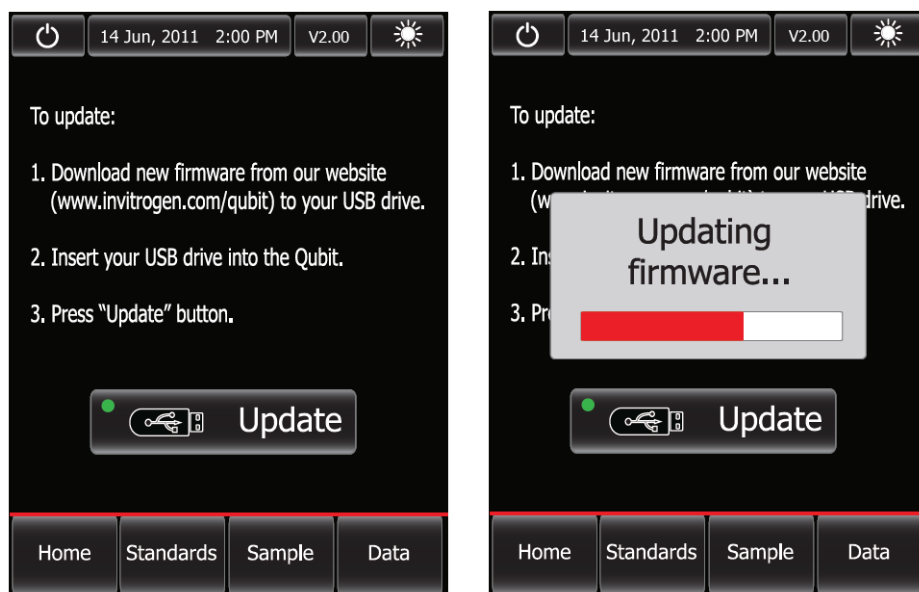 14 Jun, 2011 2:00 PM V2.00
To update:
1. Download new firmware from our website
(www.invitrogen.com/qubit) to your USB drive.
2. Insert your USB drive into the Qubit.
3. Press “Update” button.
Update
Home Standards Sample Data
14 Jun, 2011 2:00 PM V2.00
To update:
1. Download new firmware from our website
drive.
2.
3.
Updating
firmware...
Update
Home Standards Sample Data